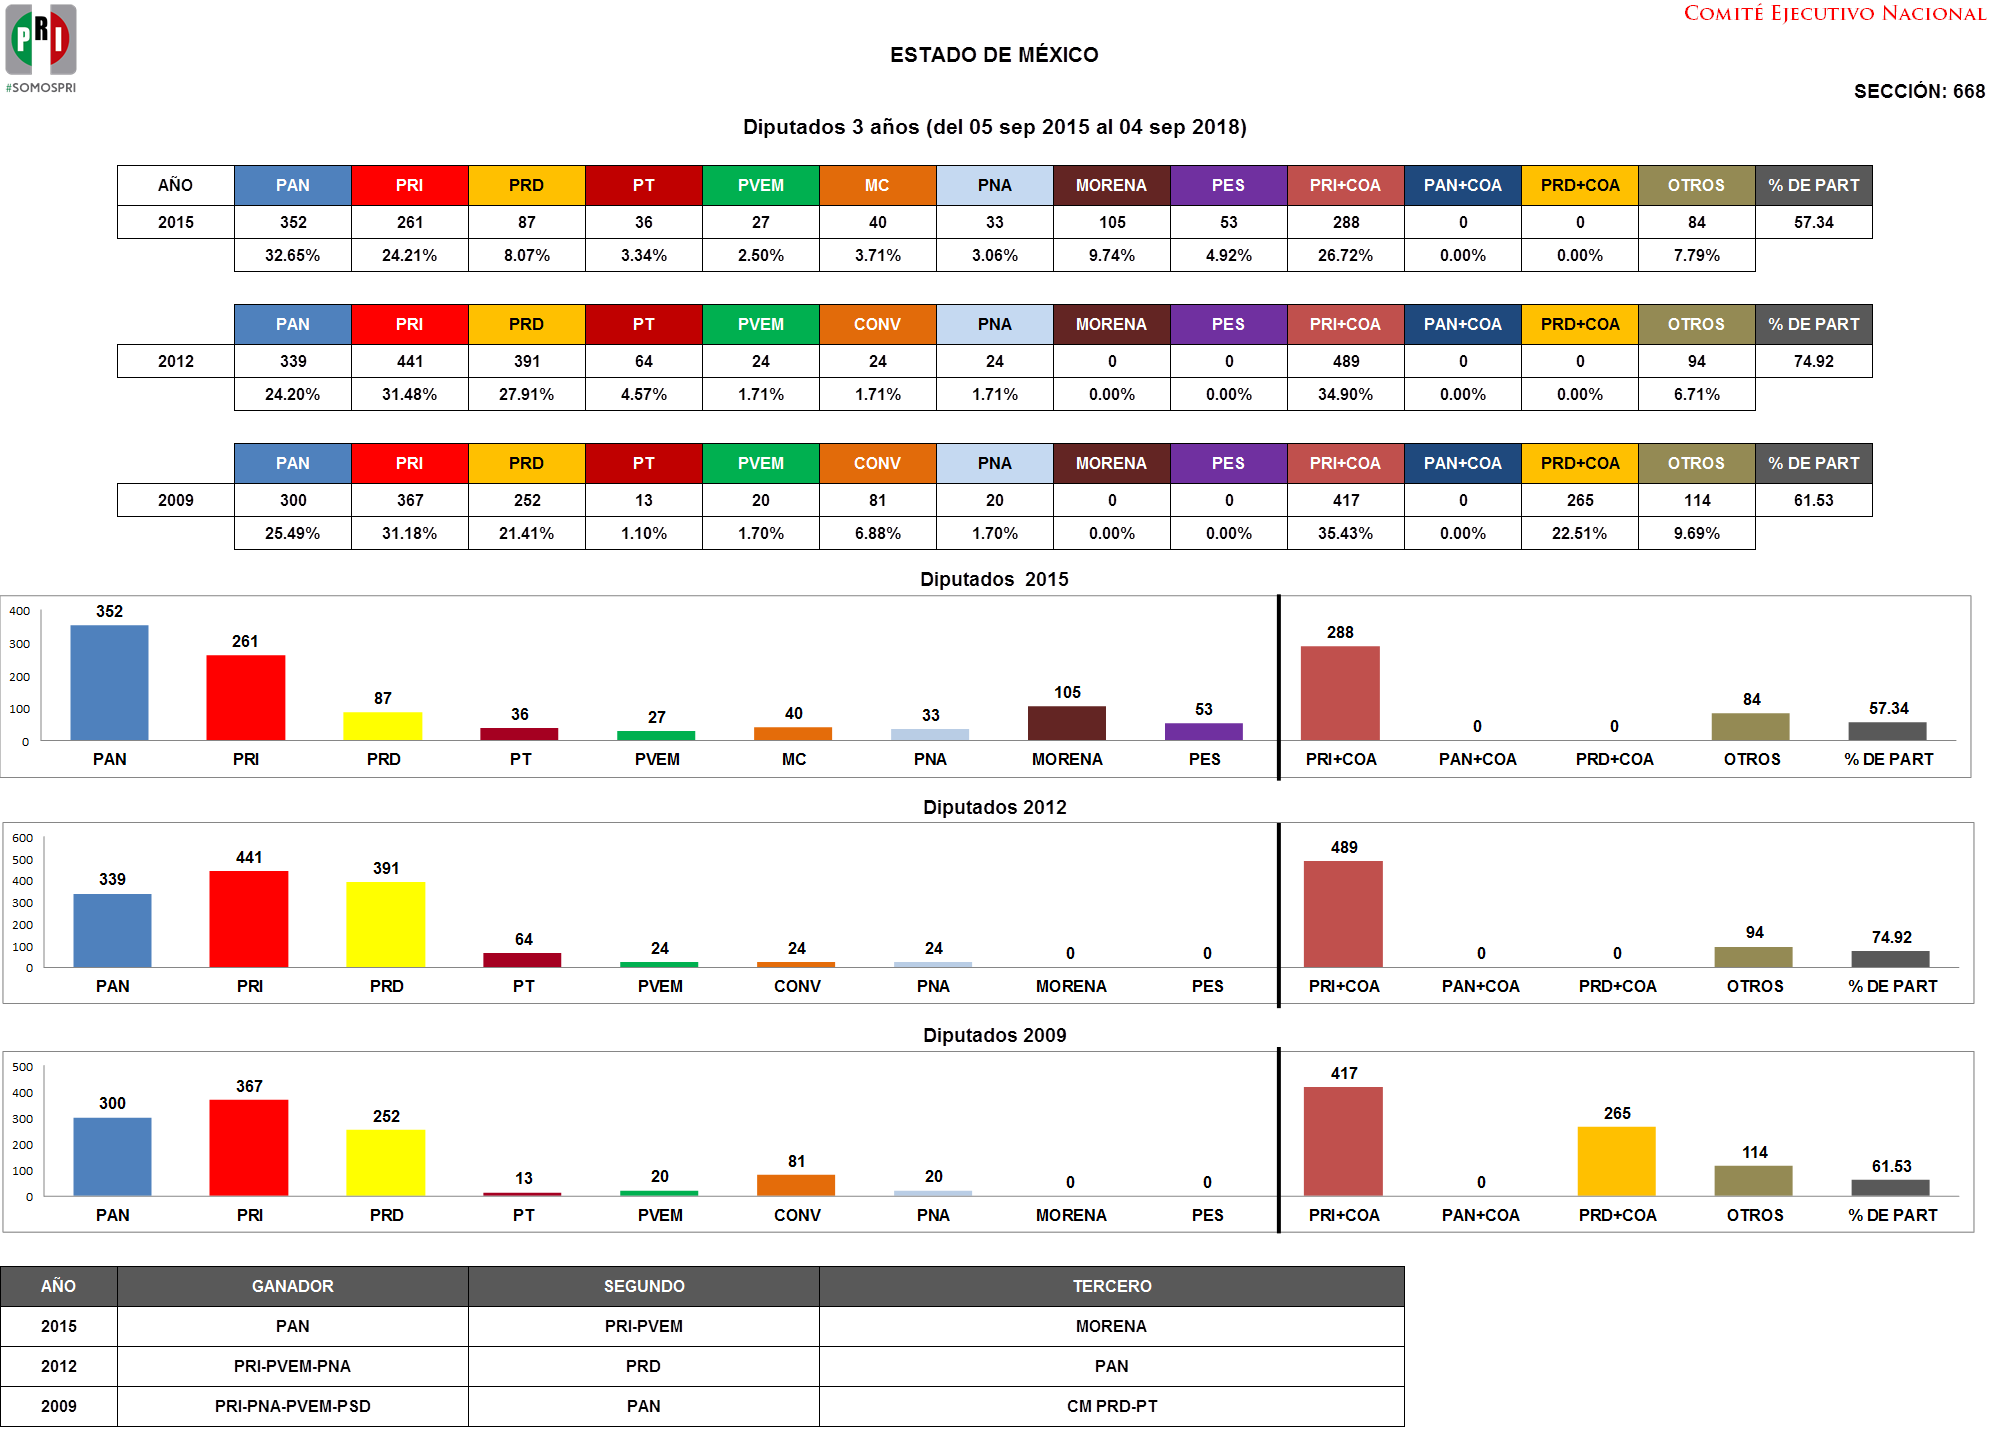 PRI
#SOMOSPRI
COMITÉ EJECUTIVO NACIONAL
ESTADO DE MÉXICO
SECCIÓN: 668
Diputados 3 años (del 05 sep 2015 al 04 sep 2018)
AÑO PAN PRI PRD PT PVEM MC PNA MORENA PES PRI+COA PAN+COA PRD+COA OTROS % DE PART
2015 352 261 87 36 27 40 33 105 53 288 0 0 84 57.34
32.65% 24.21% 8.07% 3.34% 2.50% 3.71% 3.06% 9.74% 4.92% 26.72% 0.00% 0.00% 7.79%
PAN PRI PRD PT PVEM CONV PNA MORENA PES PRI+COA PAN+COA PRD+COA OTROS % DE PART
2012 339 441 391 64 24 24 24 0 0 489 0 0 94 74.92
24.20% 31.48% 27.91% 4.57% 1.71% 1.71% 1.71% 0.00% 0.00% 34.90% 0.00% 0.00% 6.71%
PAN PRI PRD PT PVEM CONV PNA MORENA PES PRI+COA PAN+COA PRD+COA OTROS % DE PART
2009 300 367 252 13 20 81 20 0 0 417 0 265 114 61.53
25.49% 31.18% 21.41% 1.10% 1.70% 6.88% 1.70% 0.00% 0.00% 35.43% 0.00% 22.51% 9.69%
Diputados 2015
400
300
200
100
0
352 261 87 36 27 40 33 105 53 288 0 0 84 57.34
PAN PRI PRD PT PVEM MC PNA MORENA PES PRI+COA PAN+COA PRD+COA OTROS % DE PART
Diputados 2012
600
500
400
300
200
100
0
339 441 391 64 24 24 24 0 0 489 0 0 94 74.92
PAN PRI PRD PT PVEM CONV PNA MORENA PES PRI+COA PAN+COA PRD+COA OTROS % DE PART
Diputados 2009
500
400
300
200
100
0
300 367 252 13 20 81 20 0 0 417 0 265 114 61.53
PAN PRI PRD PT PVEM CONV PNA MORENA PES PRI+COA PAN+COA PRD+COA OTROS % DE PART
AÑO GANADOR SEGUNDO TERCERO
2015 PAN PRI-PVEM MORENA
2012 PRI-PVEM-PNA PRD PAN
2009 PRI-PNA-PVEM-PSD PAN CM PRD-PT